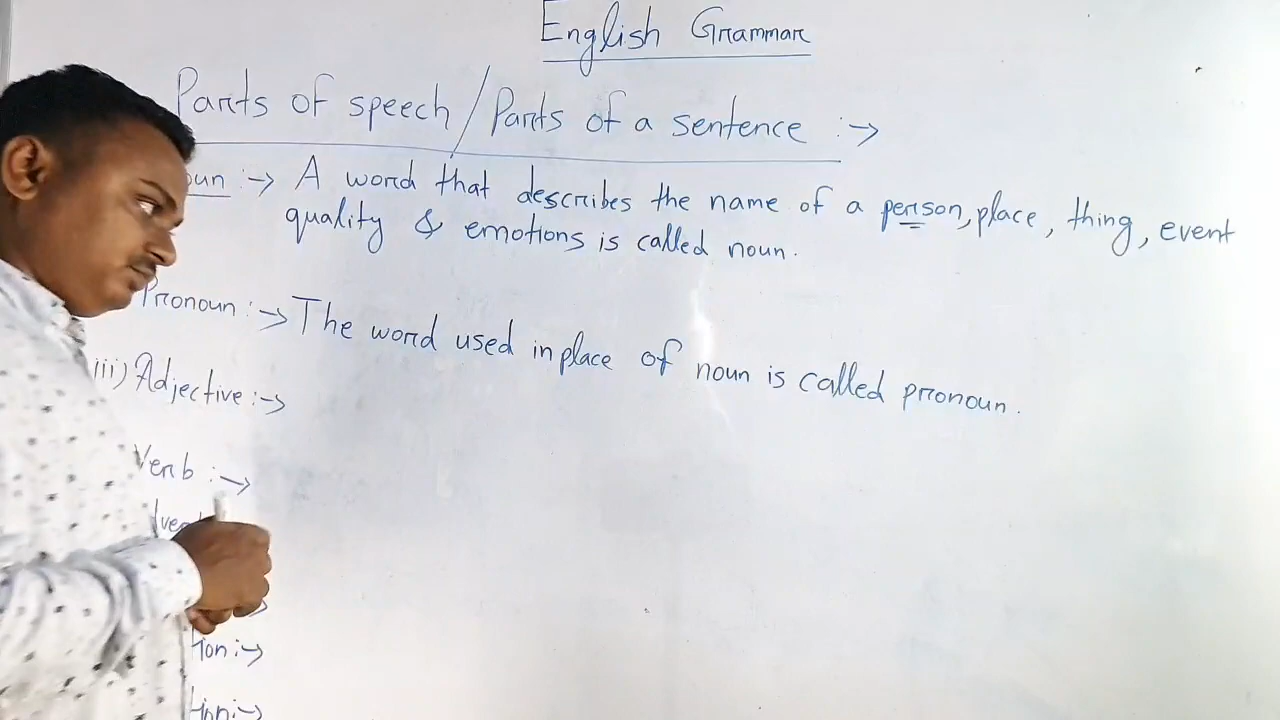 English Grammar
Parts of speech / Parts of a sentence :→
oun :→ A word that describes the name of a person, place, thing, event
quality & emotions is called noun.
Pronoun :→ The word used in place of noun is called pronoun.
iii) Adjective :→
Verb :→
tion :→
tion :→